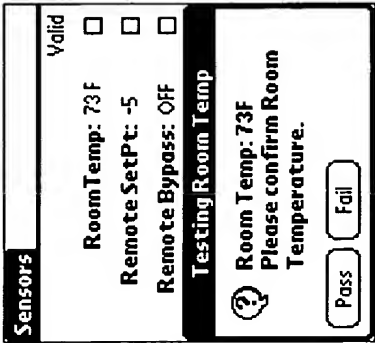 Sensors
Valid
Room Temp: 73 F
Remote SetPt: -5
Remote Bypass: OFF
Testing Room Temp
Room Temp: 73F
Please confirm Room
Temperature.
Pass Fail